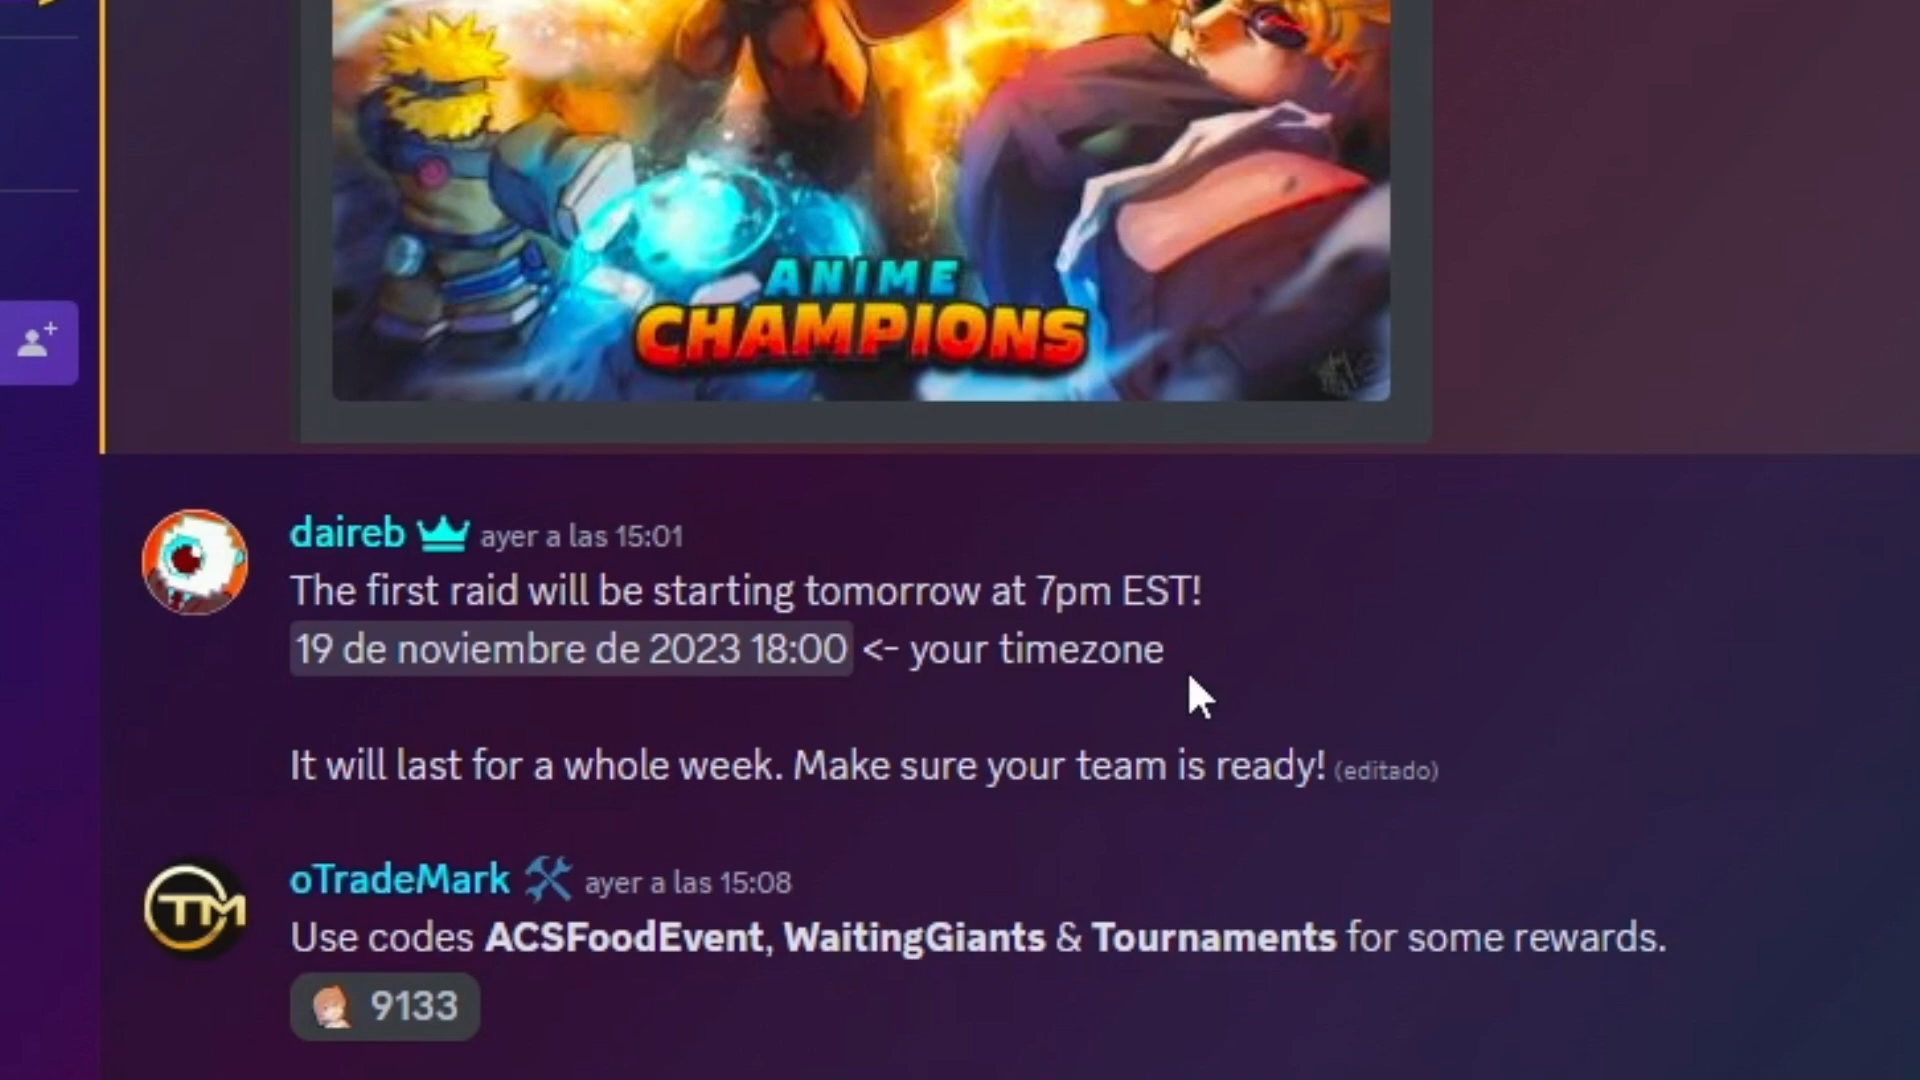 ANIME
CHAMPIONS
daireb ayer a las 15:01
The first raid will be starting tomorrow at 7pm EST!
19 de noviembre de 2023 18:00 <- your timezone
It will last for a whole week. Make sure your team is ready! (editado)
TM
oTradeMark ayer a las 15:08
Use codes ACSFoodEvent, WaitingGiants & Tournaments for some rewards.
9133